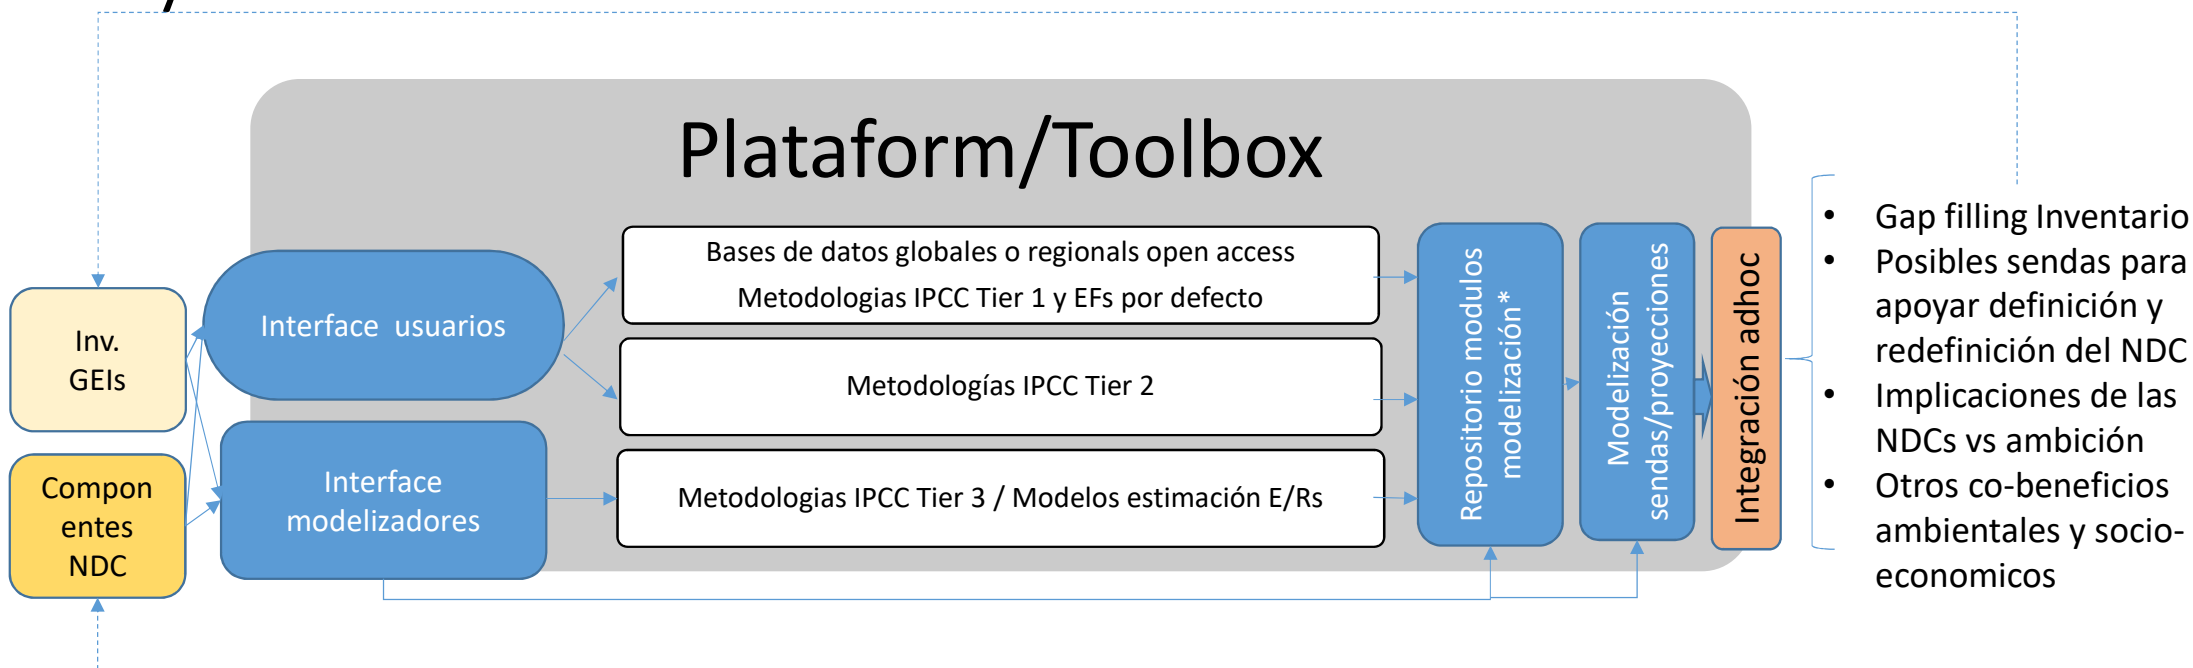 Plataform/Toolbox
Inv.
GEIs
Compon
entes
NDC
Interface usuarios
Interface
modelizadores
Bases de datos globales o regionals open access
Metodologias IPCC Tier 1 y EFs por defecto
Metodologías IPCC Tier 2
Metodologias IPCC Tier 3 / Modelos estimación E/Rs
Repositorio modulos
modelización*
Modelización
sendas/proyecciones
Integración adhoc
• Gap filling Inventario
• Posibles sendas para
apoyar definición y
redefinición del NDC
• Implicaciones de las
NDCs vs ambición
• Otros co-beneficios
ambientales y socio-
economicos